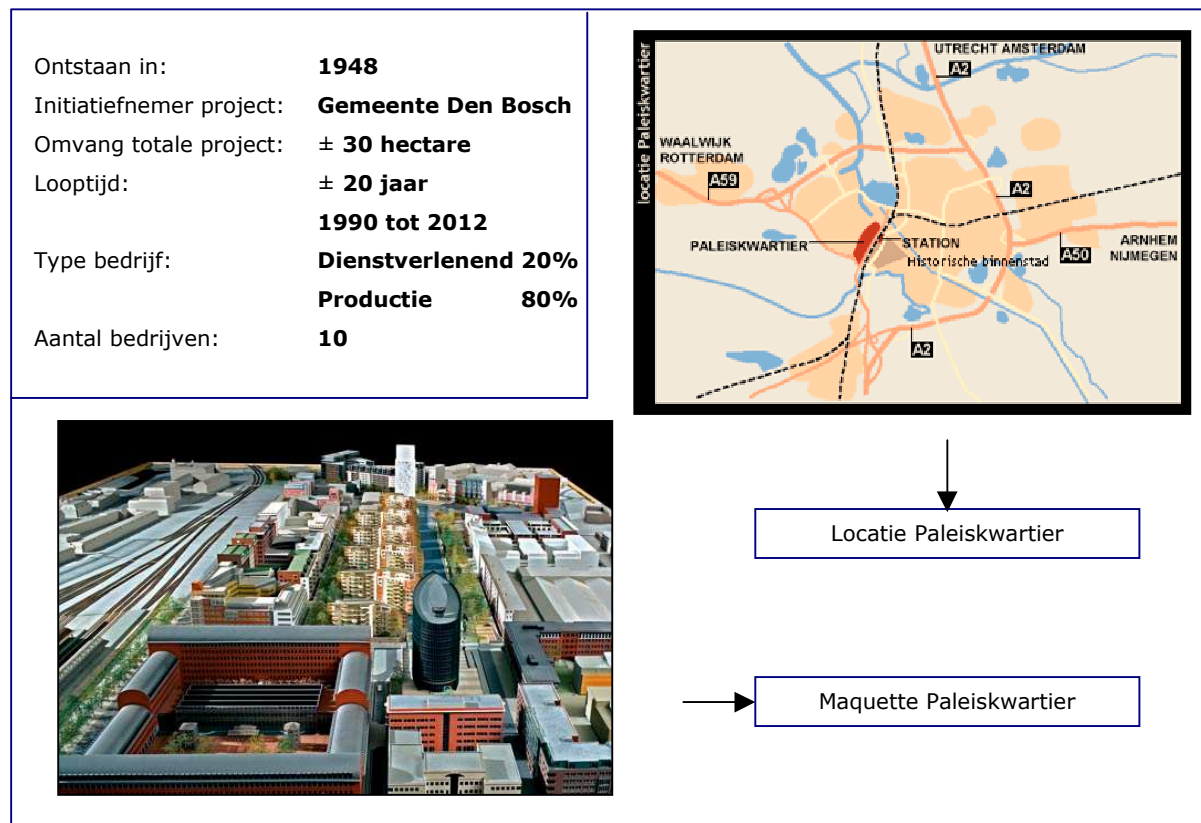 Ontstaan in: 1948
Initiatiefnemer project: Gemeente Den Bosch
Omvang totale project: ± 30 hectare
Looptijd: ± 20 jaar
1990 tot 2012
Type bedrijf: Dienstverlenend 20%
Productie 80%
Aantal bedrijven: 10
locatie Paleiskwartier
UTRECHT AMSTERDAM
A2
WAALWIJK
ROTTERDAM
A59
A2
PALEISKWARTIER
STATION
Historische binnenstad
A50
ARNHEM
NIJMEGEN
A2
Locatie Paleiskwartier
Maquette Paleiskwartier